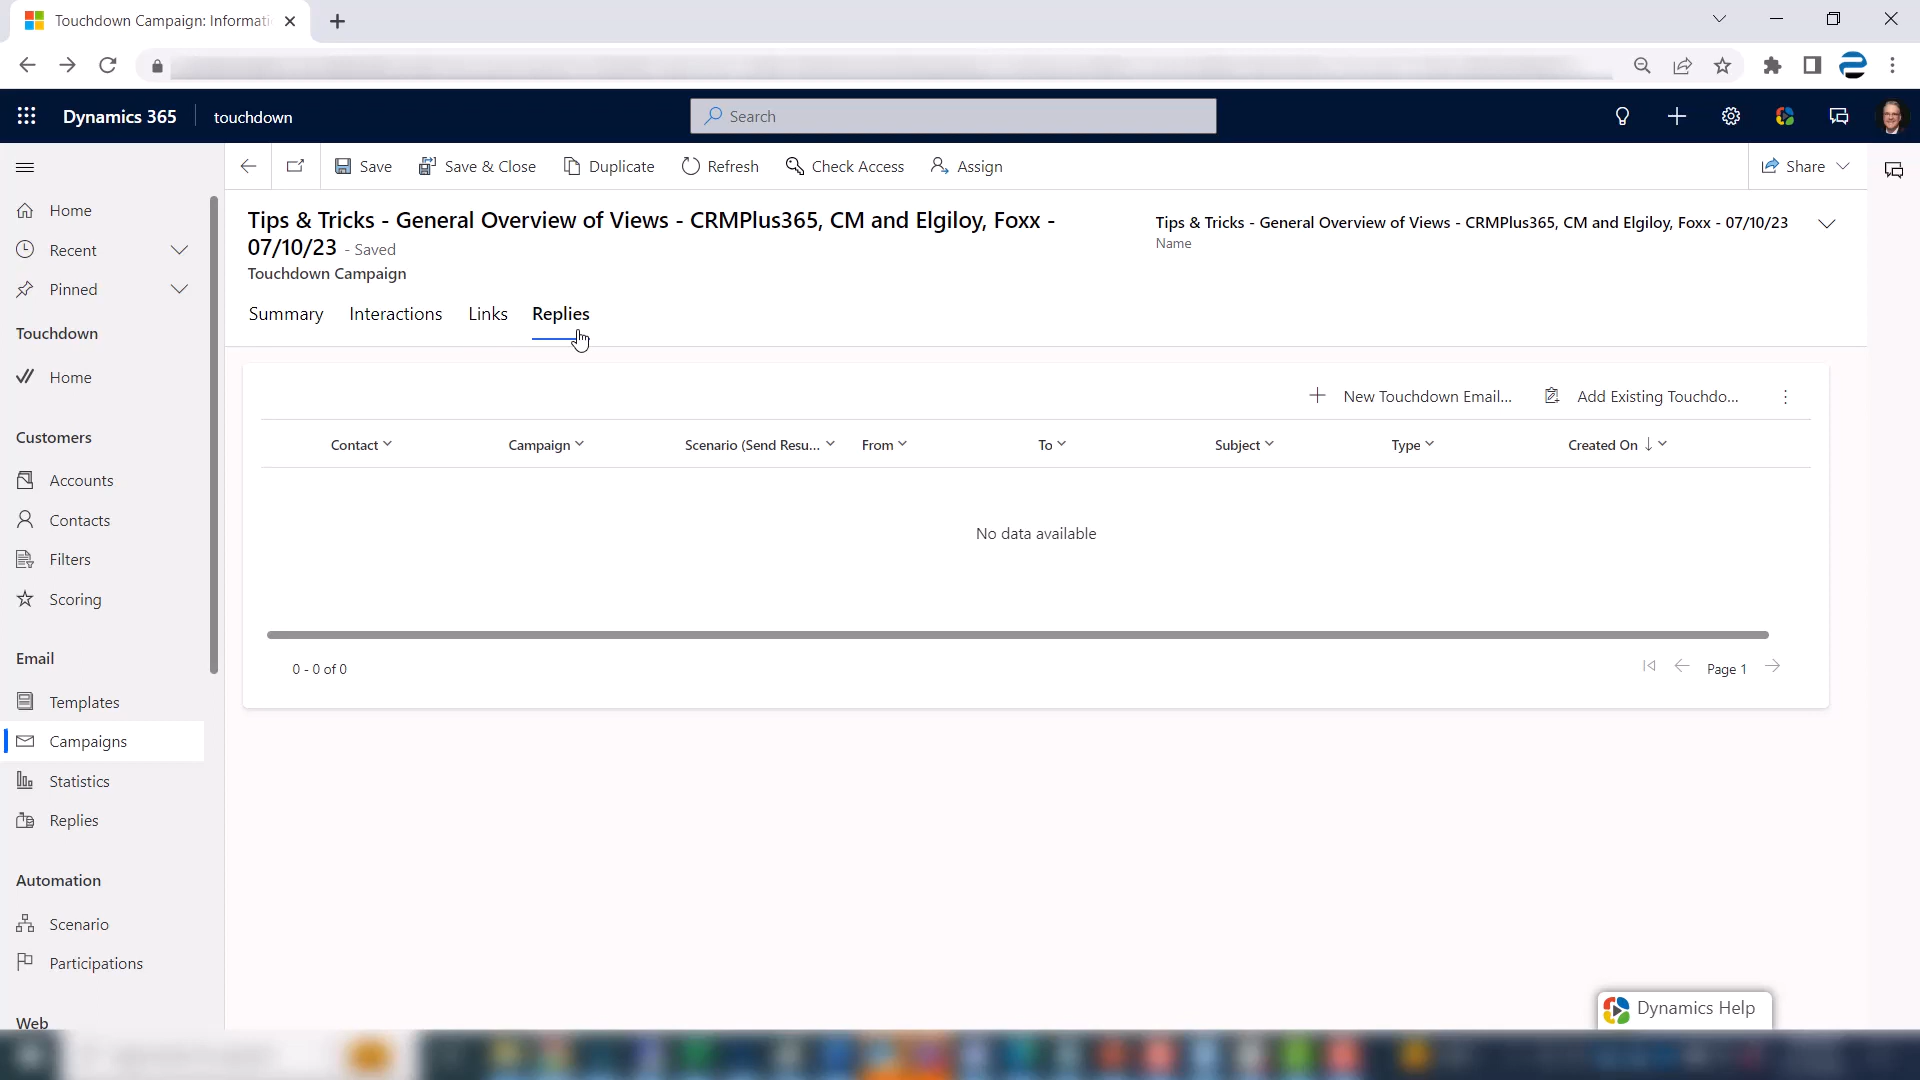 Touchdown Campaign: Informati
Dynamics 365
touchdown
Search
Save
Save & Close
Duplicate
Refresh
Check Access
Assign
Share
Home
Recent
Pinned
Touchdown
Home
Customers
Accounts
Contacts
Filters
Scoring
Email
Templates
Campaigns
Statistics
Replies
Automation
Scenario
Participations
Web
Tips & Tricks - General Overview of Views - CRMPlus365, CM and Elgiloy, Foxx -
07/10/23 - Saved
Touchdown Campaign
Tips & Tricks - General Overview of Views - CRMPlus365, CM and Elgiloy, Foxx - 07/10/23
Name
Summary
Interactions
Links
Replies
New Touchdown Email...
Add Existing Touchdo...
Contact
Campaign
Scenario (Send Resu...
From
To
Subject
Type
Created On
No data available
0 - 0 of 0
Page 1
Dynamics Help